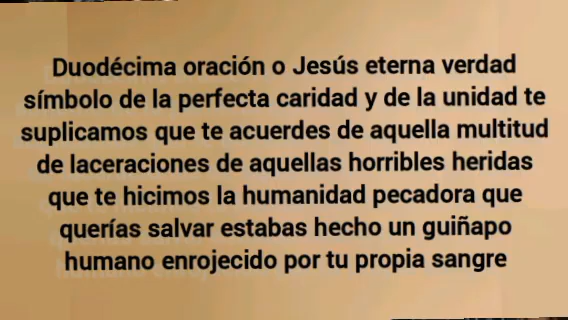 Duodécima oración o Jesús eterna verdad
símbolo de la perfecta caridad y de la unidad te
suplicamos que te acuerdes de aquella multitud
de laceraciones de aquellas horribles heridas
que te hicimos la humanidad pecadora que
querías salvar estabas hecho un guiñapo
humano enrojecido por tu propia sangre